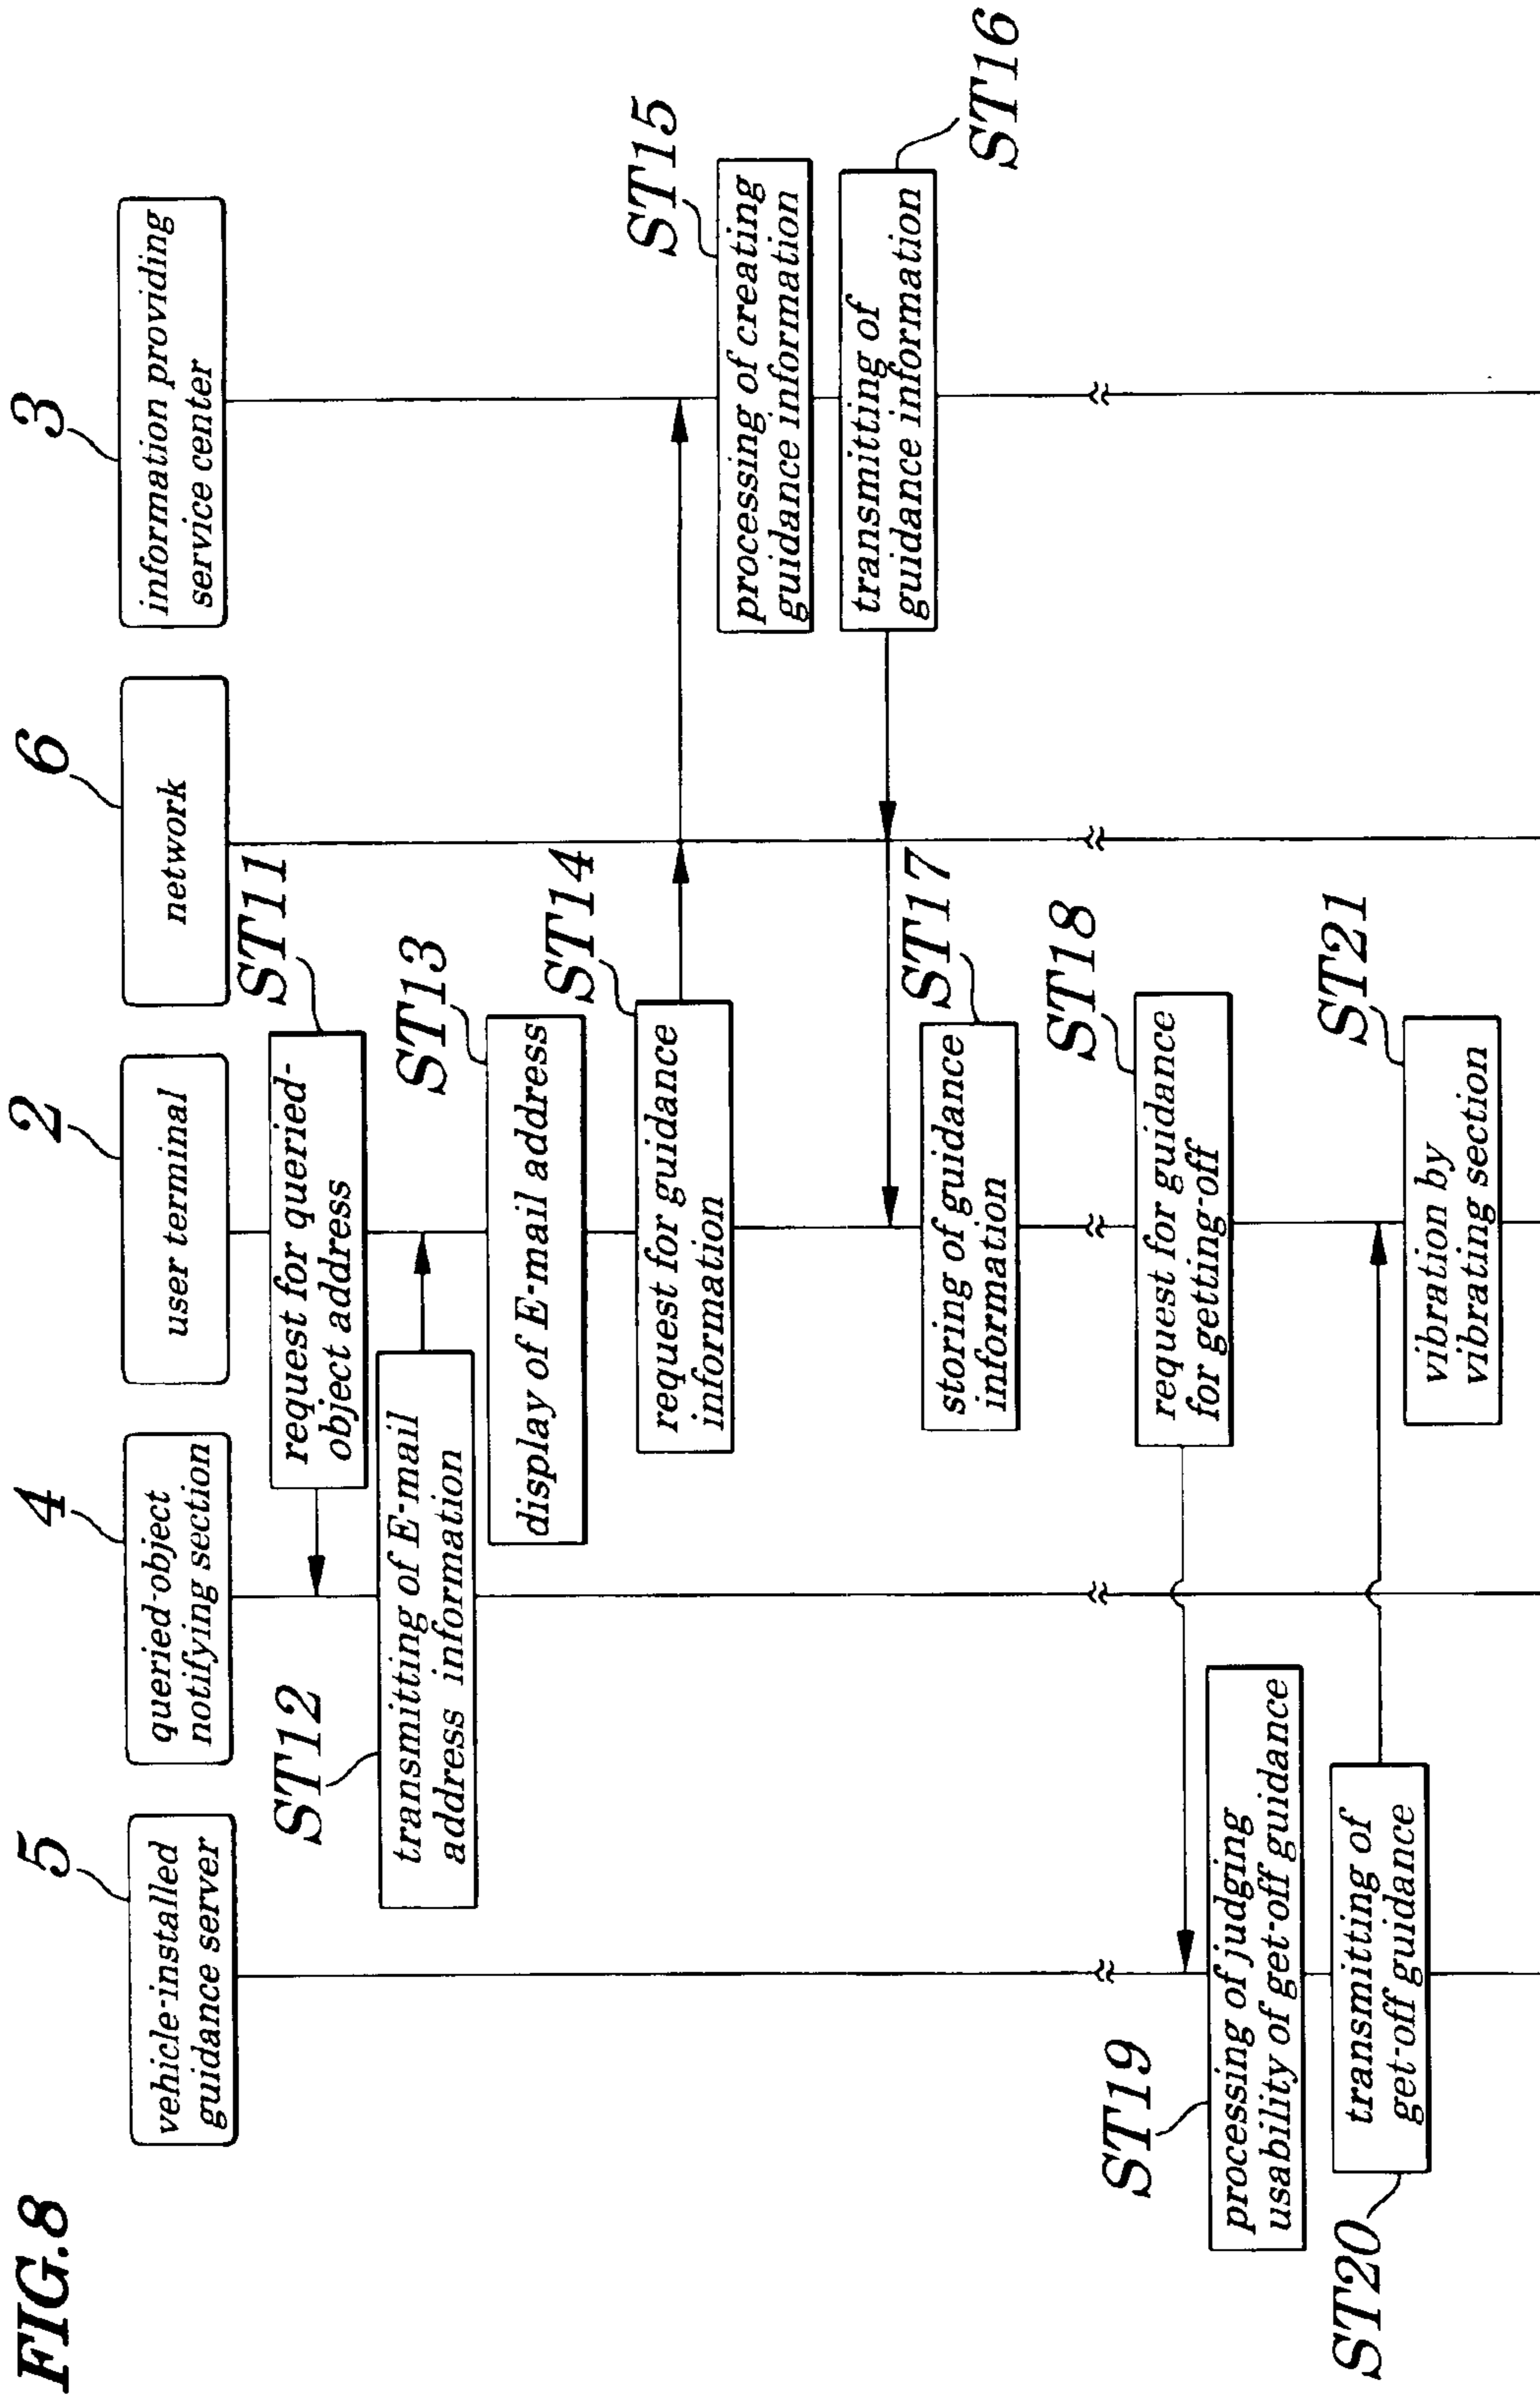 FIG.8
5
vehicle-installed
guidance server
4
queried-object
notifying section
2
user terminal
6
network
3
information providing
service center
ST11
request for queried-
object address
ST12
transmitting of E-mail
address information
ST13
display of E-mail address
ST14
request for guidance
information
ST15
processing of creating
guidance information
transmitting of
guidance information
ST16
ST17
storing of guidance
information
ST18
request for guidance
for getting-off
ST19
processing of judging
usability of get-off guidance
ST20
transmitting of
get-off guidance
ST21
vibration by
vibrating section